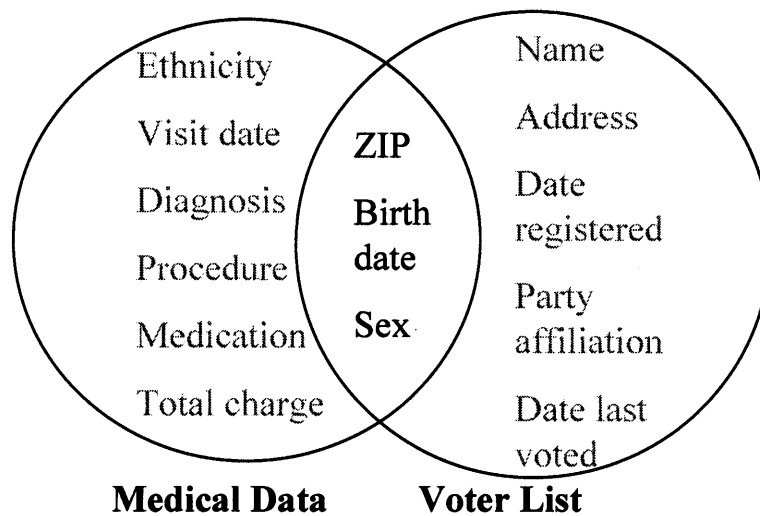 Ethnicity
Visit date
Diagnosis
Procedure
Medication
Total charge
ZIP
Birth
date
Sex
Name
Address
Date
registered
Party
affiliation
Date last
voted
Medical Data
Voter List